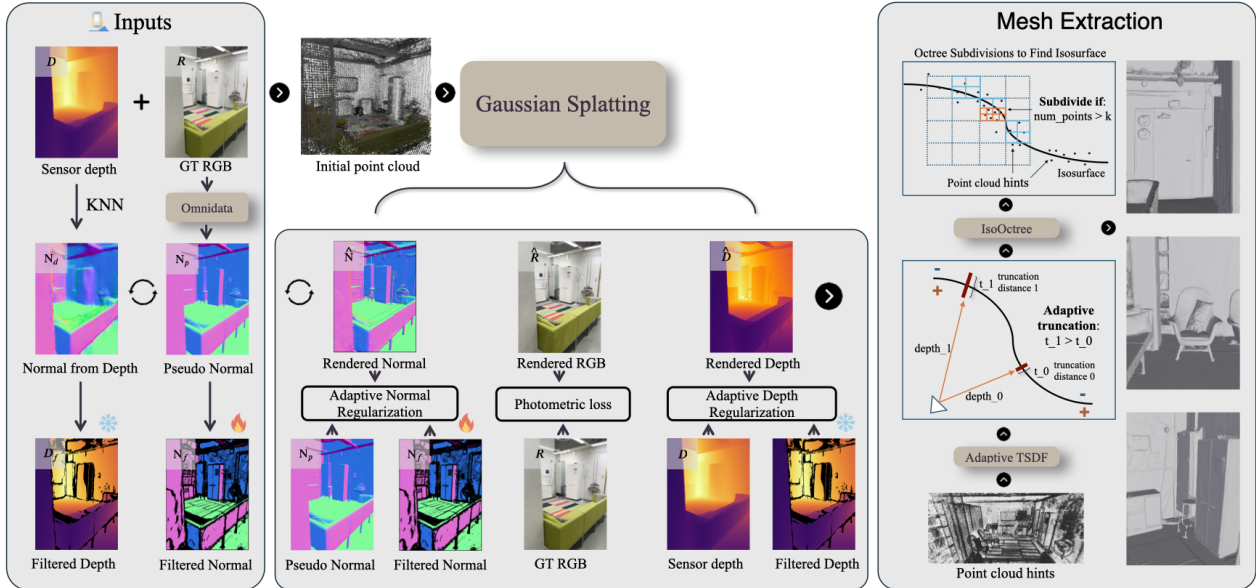 Inputs
D
R
Sensor depth
GT RGB
KNN
Omnidata
N_d
N_p
Normal from Depth
Pseudo Normal
D_f
N_f
Filtered Depth
Filtered Normal
Initial point cloud
Gaussian Splatting
N̂
R̂
D̂
Rendered Normal
Rendered RGB
Rendered Depth
Adaptive Normal
Regularization
Photometric loss
Adaptive Depth
Regularization
N_p
N_f
R
D
D_f
Pseudo Normal
Filtered Normal
GT RGB
Sensor depth
Filtered Depth
Mesh Extraction
Octree Subdivisions to Find Isosurface
Subdivide if:
num_points > k
Point cloud hints
Isosurface
IsoOctree
-
+
t_1
truncation
distance 1
Adaptive
truncation:
t_1 > t_0
depth_1
t_0
truncation
distance 0
depth_0
-
+
Adaptive TSDF
Point cloud hints